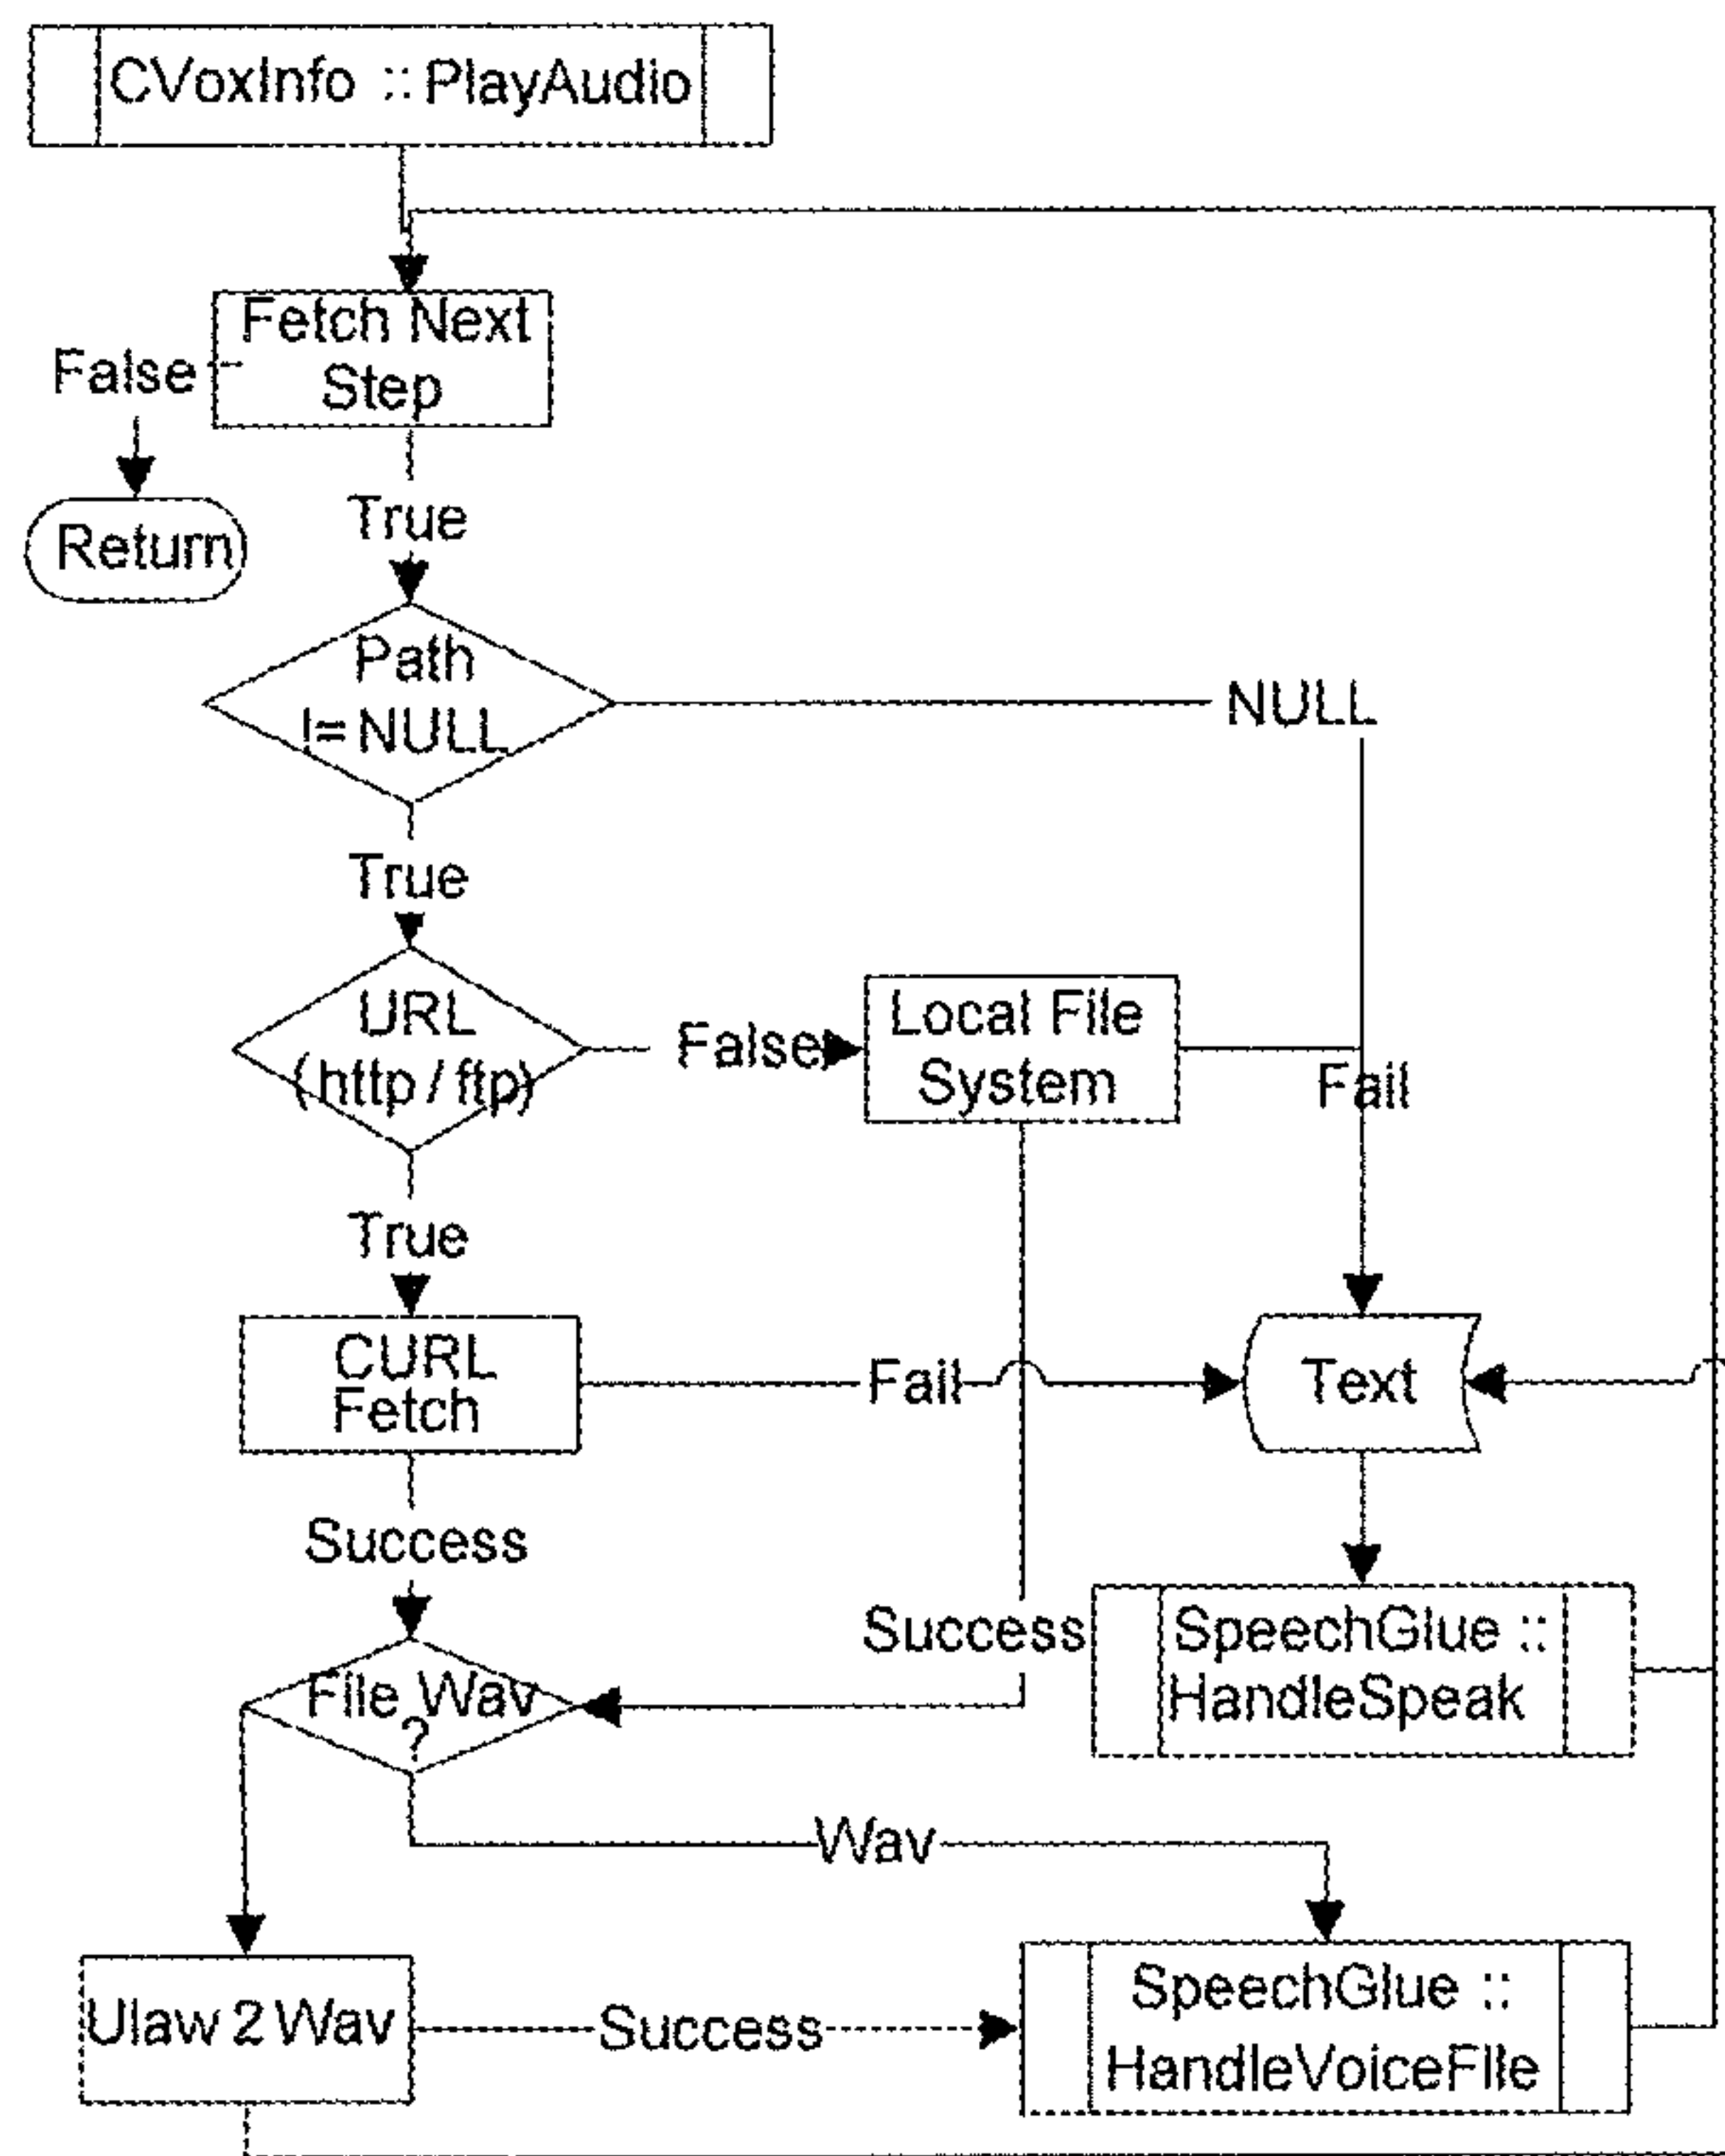 CVoxInfo :: PlayAudio
Fetch Next
Step
False
Return
True
Path
!= NULL
NULL
True
URL
( http / ftp)
False
Local File
System
Fail
True
CURL
Fetch
Fail
Text
Success
Success
SpeechGlue ::
HandleSpeak
File Wav
?
Wav
Ulaw 2 Wav
Success
SpeechGlue ::
HandleVoiceFile